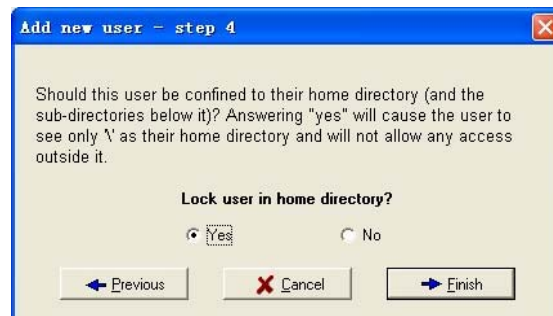 Add new user - step 4
Should this user be confined to their home directory (and the
sub-directories below it)? Answering "yes" will cause the user to
see only '\' as their home directory and will not allow any access
outside it.
Lock user in home directory?
Yes No
Previous Cancel Finish